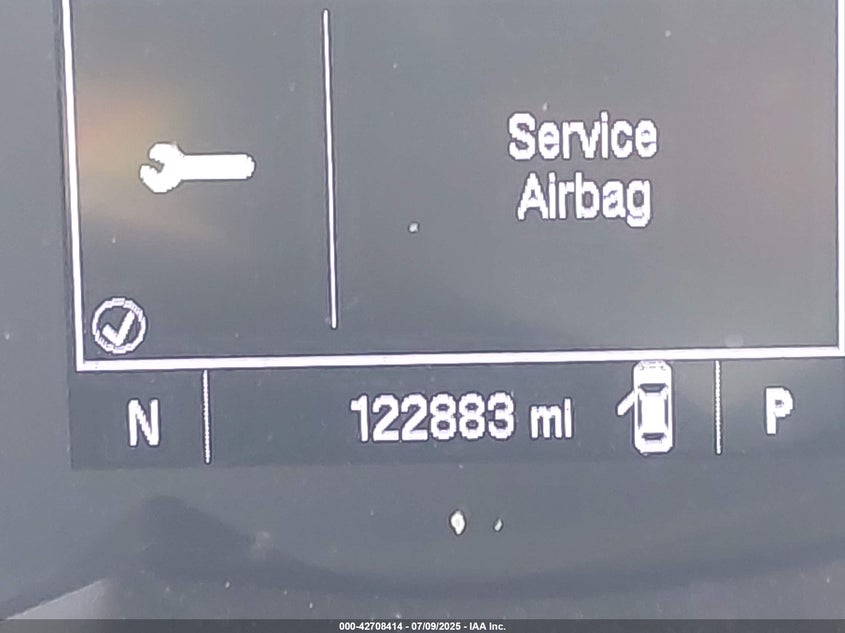 Service
Airbag
N 122883 mi P
000-42708414 - 07/09/2025 - IAA Inc.